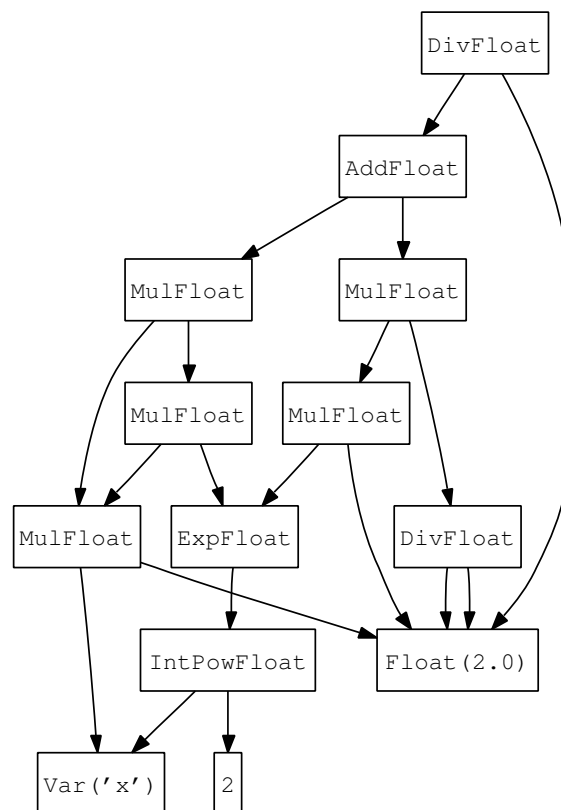 DivFloat
AddFloat
MulFloat
MulFloat
MulFloat
MulFloat
MulFloat
ExpFloat
DivFloat
IntPowFloat
Float(2.0)
Var('x')
2